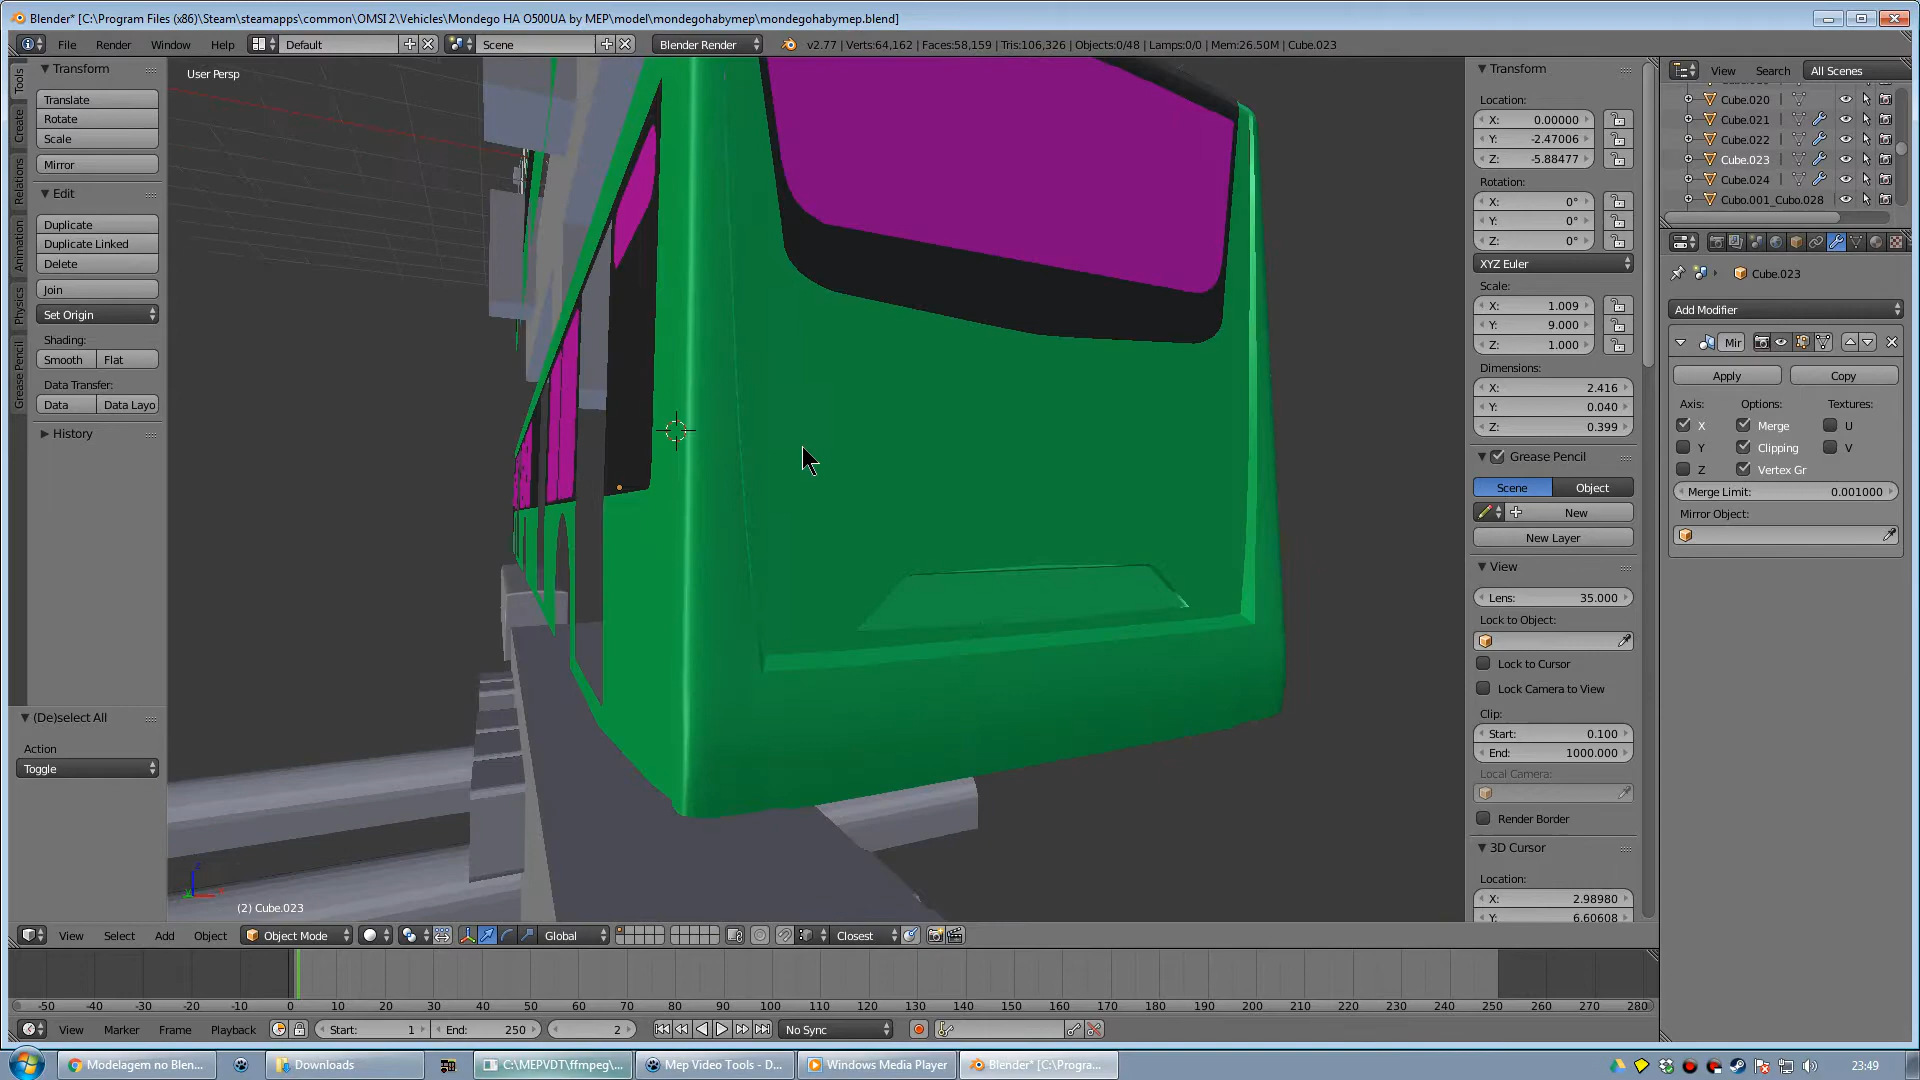 Blender* [C:\Program Files (x86)\Steam\steamapps\common\OMSI 2\Vehicles\Mondego HA O500UA by MEP\model\mondegohabymep\mondegohabymep.blend]
File Render Window Help Default Scene Blender Render v2.77 | Verts:64,162 | Faces:58,159 | Tris:106,326 | Objects:0/48 | Lamps:0/0 | Mem:26.50M | Cube.023
Tools
Create
Relations
Animation
Physics
Grease Pencil
Transform
Translate
Rotate
Scale
Mirror
Edit
Duplicate
Duplicate Linked
Delete
Join
Set Origin
Shading:
Smooth Flat
Data Transfer:
Data Data Layo
History
(De)select All
Action
Toggle
User Persp
(2) Cube.023
Transform
Location:
X: 0.00000
Y: -2.47006
Z: -5.88477
Rotation:
X: 0°
Y: 0°
Z: 0°
XYZ Euler
Scale:
X: 1.009
Y: 9.000
Z: 1.000
Dimensions:
X: 2.416
Y: 0.040
Z: 0.399
Grease Pencil
Scene Object
New
New Layer
View
Lens: 35.000
Lock to Object:
Lock to Cursor
Lock Camera to View
Clip:
Start: 0.100
End: 1000.000
Local Camera:
Render Border
3D Cursor
Location:
X: 2.98980
Y: 6.60608
View Search All Scenes
Cube.020
Cube.021
Cube.022
Cube.023
Cube.024
Cubo.001_Cubo.028
Cube.023
Add Modifier
Mir
Apply Copy
Axis: Options: Textures:
X Merge U
Y Clipping V
Z Vertex Gr
Merge Limit: 0.001000
Mirror Object:
View Select Add Object Object Mode Global Closest
-50 -40 -30 -20 -10 0 10 20 30 40 50 60 70 80 90 100 110 120 130 140 150 160 170 180 190 200 210 220 230 240 250 260 270 280
View Marker Frame Playback Start: 1 End: 250 2 No Sync
Modelagem no Blen... Downloads C:\MEPVDT\ffmpeg\... Mep Video Tools - D... Windows Media Player Blender* [C:\Progra... 23:49